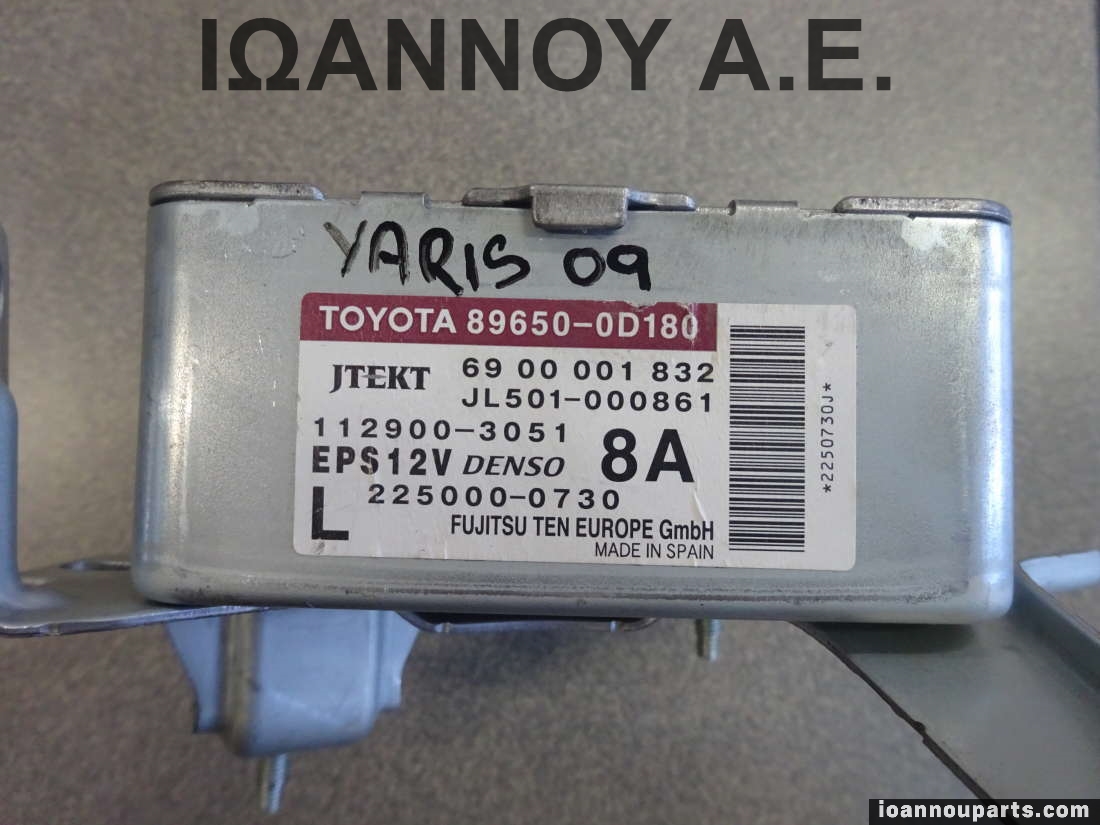 ΙΩΑΝΝΟΥ Α.Ε.
YARIS 09
TOYOTA 89650-0D180
JTEKT 69 00 001 832
JL501-000861
112900-3051
EPS12V DENSO 8A
L 225000-0730
FUJITSU TEN EUROPE GmbH
MADE IN SPAIN
*2250730J*
ioannouparts.com